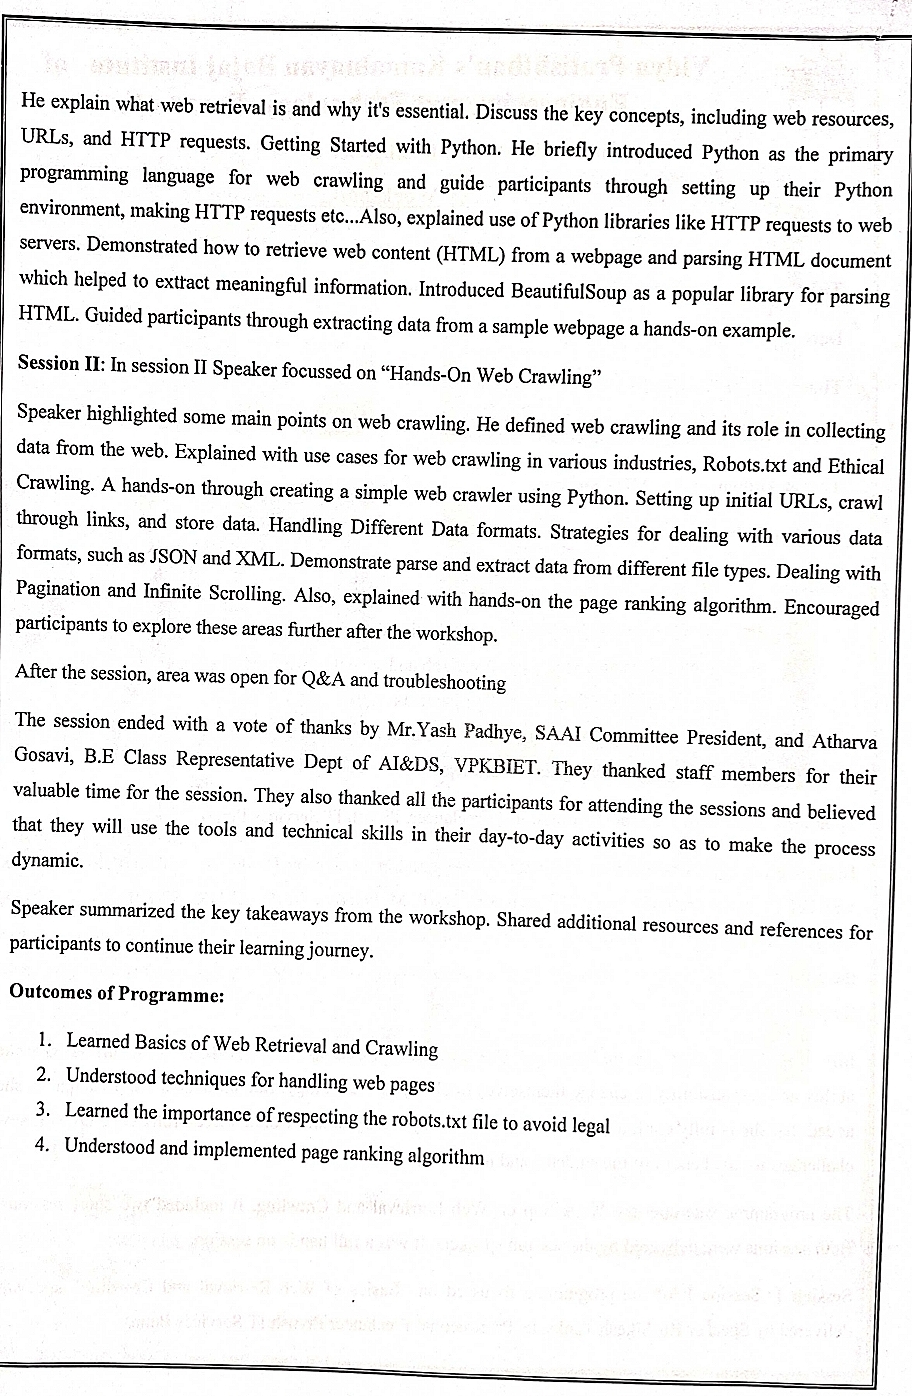 He explain what web retrieval is and why it's essential. Discuss the key concepts, including web resources,
URLs, and HTTP requests. Getting Started with Python. He briefly introduced Python as the primary
programming language for web crawling and guide participants through setting up their Python
environment, making HTTP requests etc...Also, explained use of Python libraries like HTTP requests to web
servers. Demonstrated how to retrieve web content (HTML) from a webpage and parsing HTML document
which helped to extract meaningful information. Introduced BeautifulSoup as a popular library for parsing
HTML. Guided participants through extracting data from a sample webpage a hands-on example.
Session II: In session II Speaker focussed on “Hands-On Web Crawling”
Speaker highlighted some main points on web crawling. He defined web crawling and its role in collecting
data from the web. Explained with use cases for web crawling in various industries, Robots.txt and Ethical
Crawling. A hands-on through creating a simple web crawler using Python. Setting up initial URLs, crawl
through links, and store data. Handling Different Data formats. Strategies for dealing with various data
formats, such as JSON and XML. Demonstrate parse and extract data from different file types. Dealing with
Pagination and Infinite Scrolling. Also, explained with hands-on the page ranking algorithm. Encouraged
participants to explore these areas further after the workshop.
After the session, area was open for Q&A and troubleshooting
The session ended with a vote of thanks by Mr.Yash Padhye, SAAI Committee President, and Atharva
Gosavi, B.E Class Representative Dept of AI&DS, VPKBIET. They thanked staff members for their
valuable time for the session. They also thanked all the participants for attending the sessions and believed
that they will use the tools and technical skills in their day-to-day activities so as to make the process
dynamic.
Speaker summarized the key takeaways from the workshop. Shared additional resources and references for
participants to continue their learning journey.
Outcomes of Programme:
1. Learned Basics of Web Retrieval and Crawling
2. Understood techniques for handling web pages
3. Learned the importance of respecting the robots.txt file to avoid legal
4. Understood and implemented page ranking algorithm